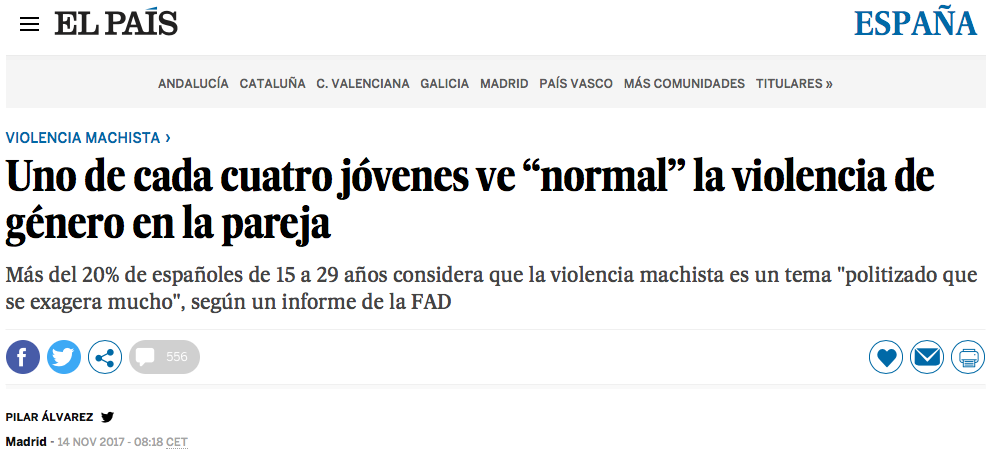 EL PAÍS
ESPAÑA
ANDALUCÍA CATALUÑA C. VALENCIANA GALICIA MADRID PAÍS VASCO MÁS COMUNIDADES TITULARES »
VIOLENCIA MACHISTA ›
Uno de cada cuatro jóvenes ve “normal” la violencia de
género en la pareja
Más del 20% de españoles de 15 a 29 años considera que la violencia machista es un tema "politizado que
se exagera mucho", según un informe de la FAD
556
PILAR ÁLVAREZ
Madrid - 14 NOV 2017 - 08:18 CET